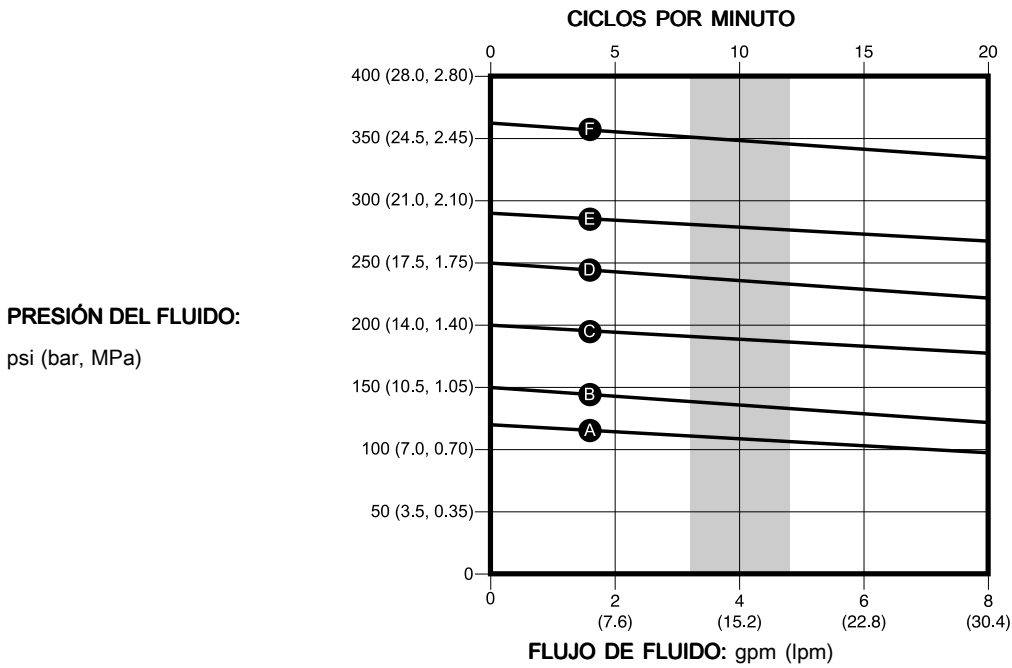 CICLOS POR MINUTO
0 5 10 15 20
400 (28.0, 2.80)
F
350 (24.5, 2.45)
300 (21.0, 2.10)
E
250 (17.5, 1.75)
D
PRESIÓN DEL FLUIDO:
psi (bar, MPa)
200 (14.0, 1.40)
C
150 (10.5, 1.05)
B
A
100 (7.0, 0.70)
50 (3.5, 0.35)
0
0 2 4 6 8
(7.6) (15.2) (22.8) (30.4)
FLUJO DE FLUIDO: gpm (lpm)